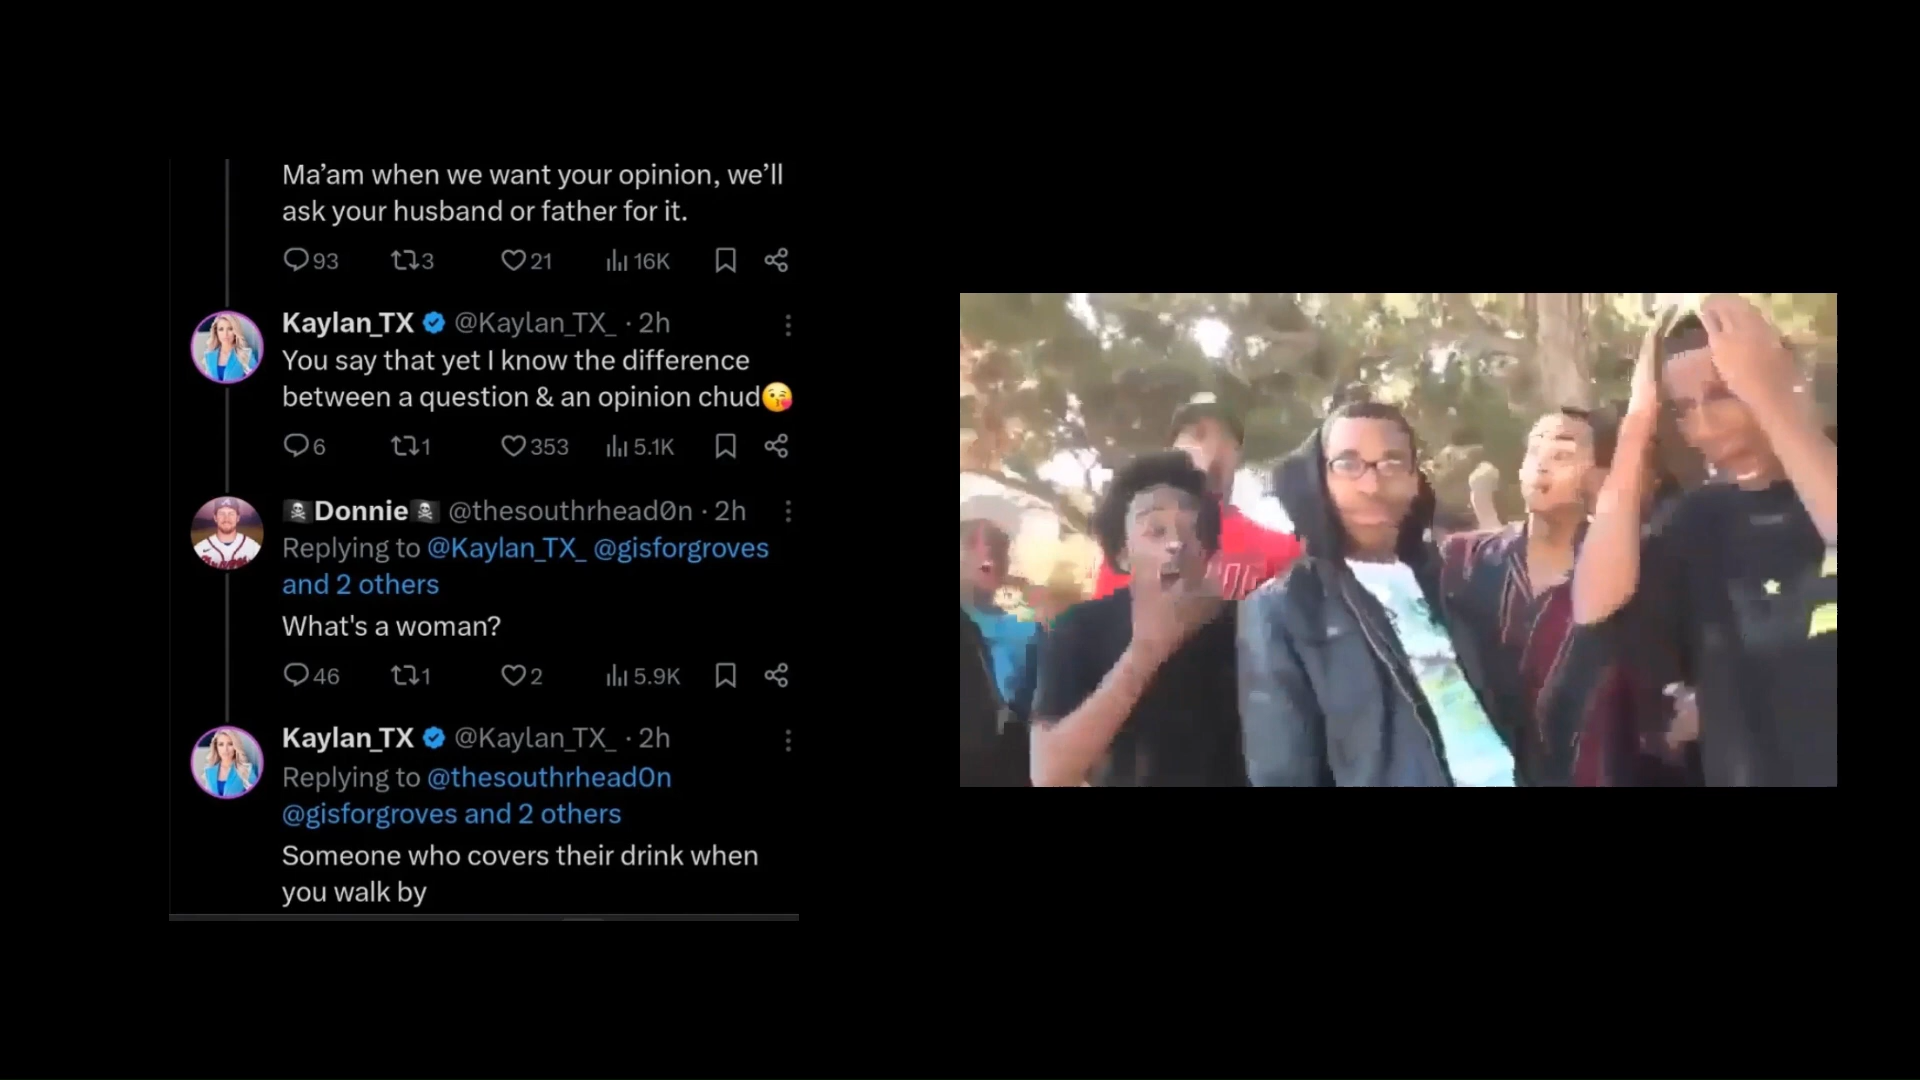 Ma’am when we want your opinion, we’ll
ask your husband or father for it.
93 3 21 16K
Kaylan_TX @Kaylan_TX_ · 2h
You say that yet I know the difference
between a question & an opinion chud😘
6 1 353 5.1K
☠Donnie☠ @thesouthrhead0n · 2h
Replying to @Kaylan_TX_ @gisforgroves
and 2 others
What's a woman?
46 1 2 5.9K
Kaylan_TX @Kaylan_TX_ · 2h
Replying to @thesouthrhead0n
@gisforgroves and 2 others
Someone who covers their drink when
you walk by